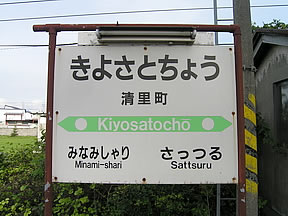 きよさとちょう
清里町
Kiyosatochō
みなみしゃり さっつる
Minami-shari Sattsuru